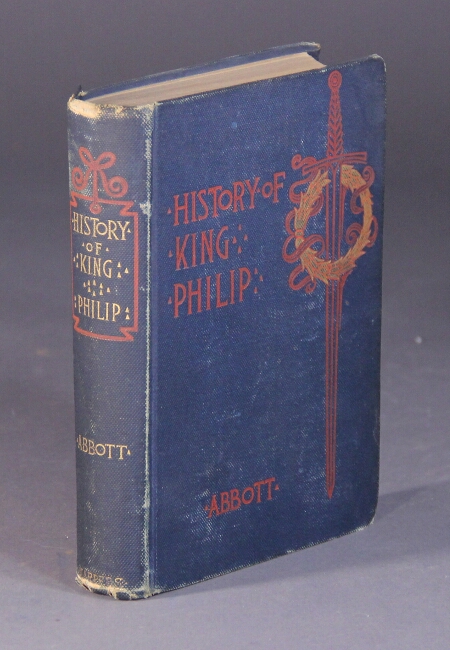 HISTORY
OF
KING
PHILIP
ABBOTT
HISTORY·OF
KING
PHILIP
ABBOTT